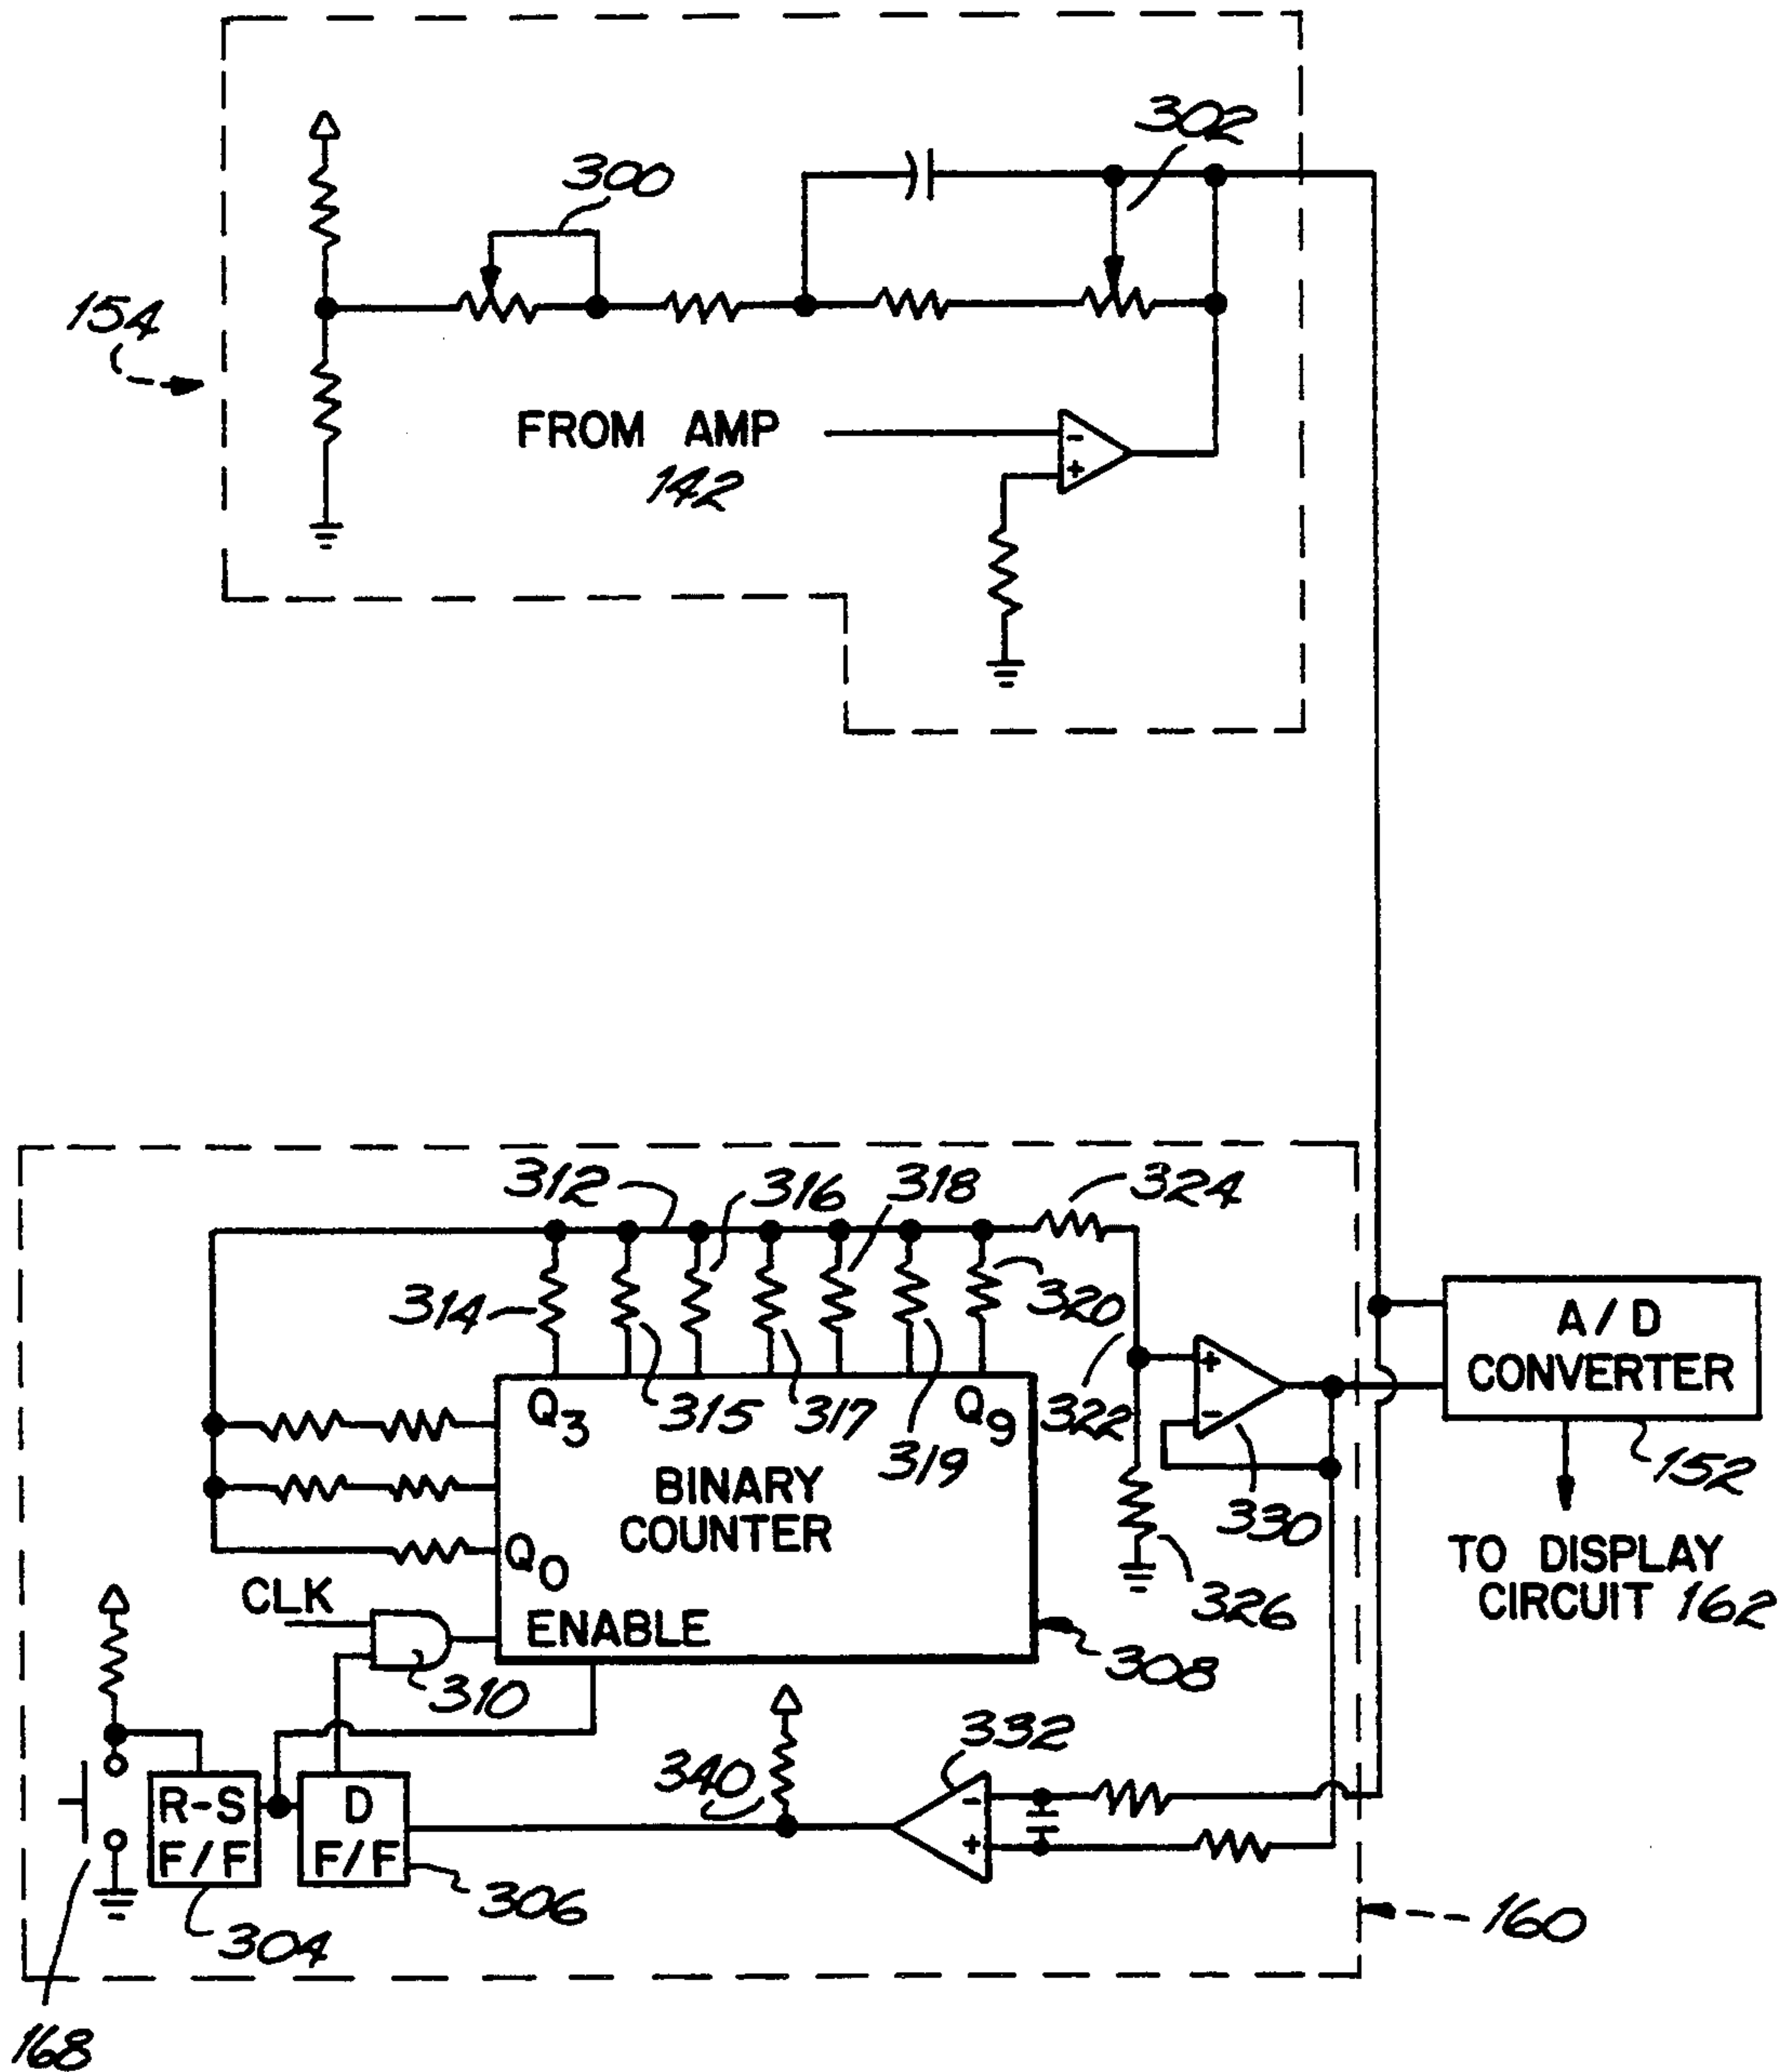 302
300
154
FROM AMP
142
-
+
312
316
318
324
314
320
A/D
CONVERTER
Q3
315
317
Q9
322
+
-
319
152
BINARY
COUNTER
330
TO DISPLAY
CIRCUIT 162
Q0
CLK
326
ENABLE
310
308
332
340
R-S
F/F
D
F/F
-
+
306
304
160
168